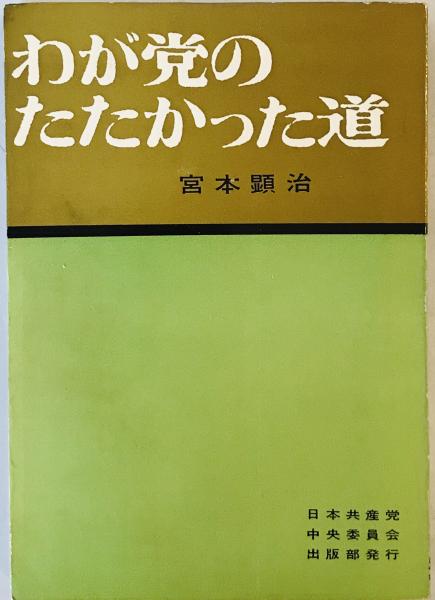 わが党の
たたかった道
宮本顕治
日本共産党
中央委員会
出版部発行